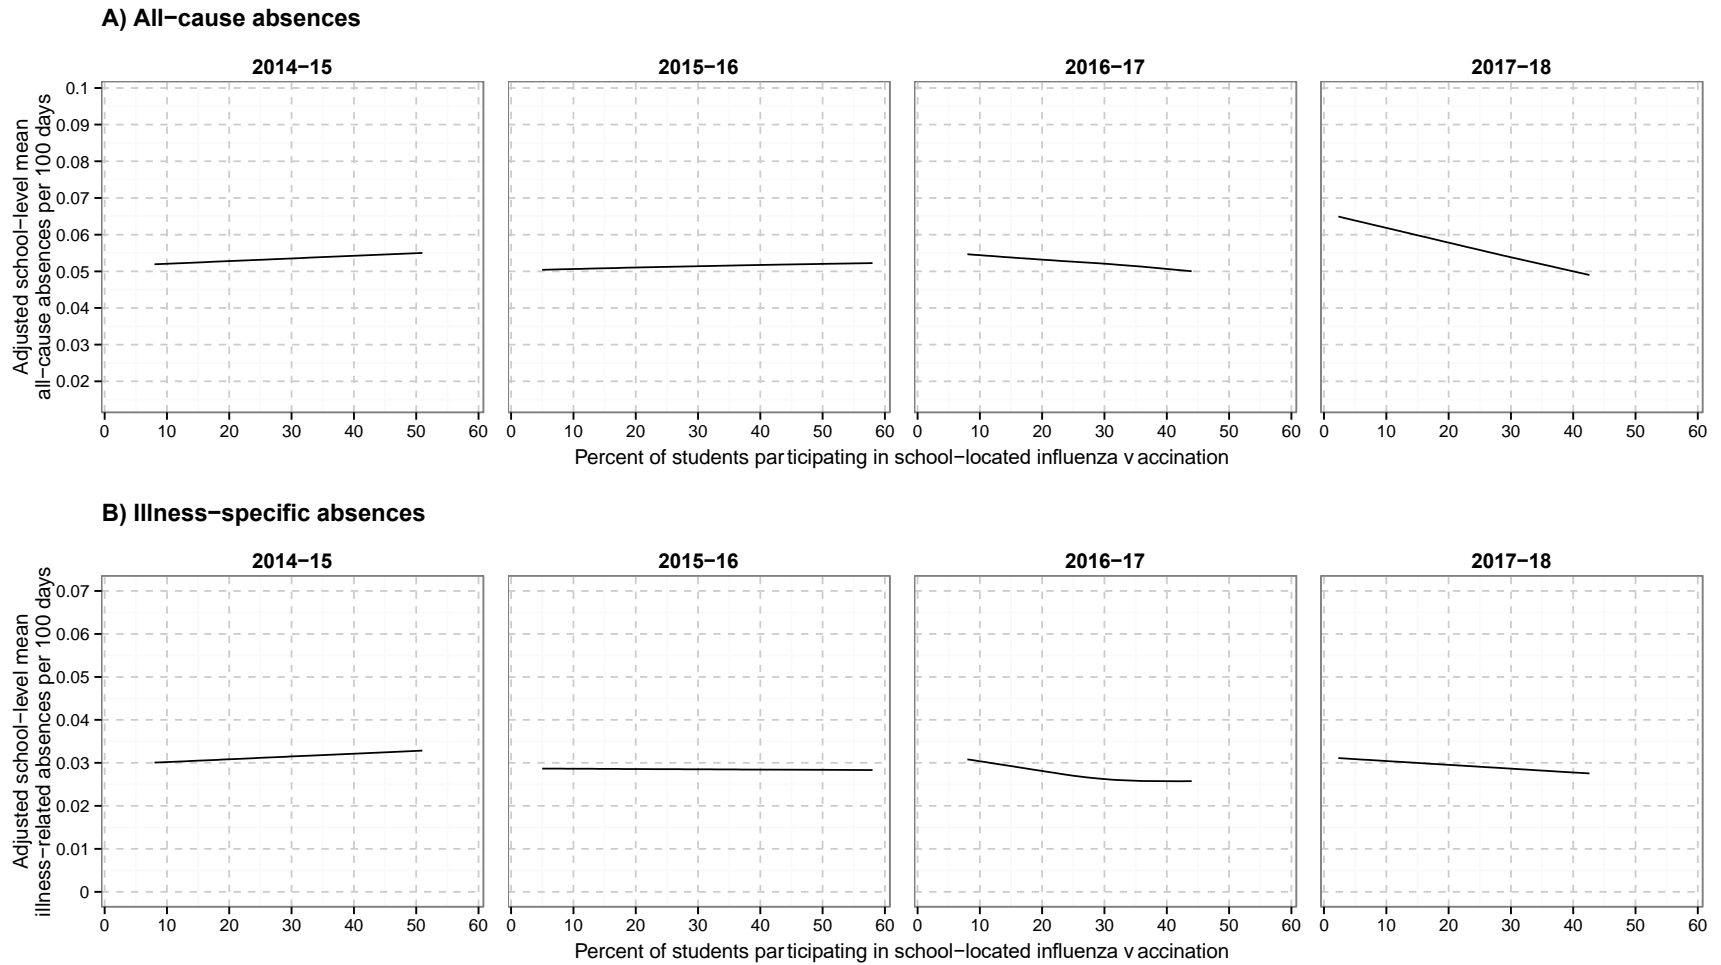 A) All−cause absences
2014−15
2015−16
2016−17
2017−18
Adjusted school−level mean
all−cause absences per 100 days
0.1
0.09
0.08
0.07
0.06
0.05
0.04
0.03
0.02
0 10 20 30 40 50 60
0 10 20 30 40 50 60
0 10 20 30 40 50 60
0 10 20 30 40 50 60
Percent of students participating in school−located influenza vaccination
B) Illness−specific absences
2014−15
2015−16
2016−17
2017−18
Adjusted school−level mean
illness−related absences per 100 days
0.07
0.06
0.05
0.04
0.03
0.02
0.01
0
0 10 20 30 40 50 60
0 10 20 30 40 50 60
0 10 20 30 40 50 60
0 10 20 30 40 50 60
Percent of students participating in school−located influenza vaccination